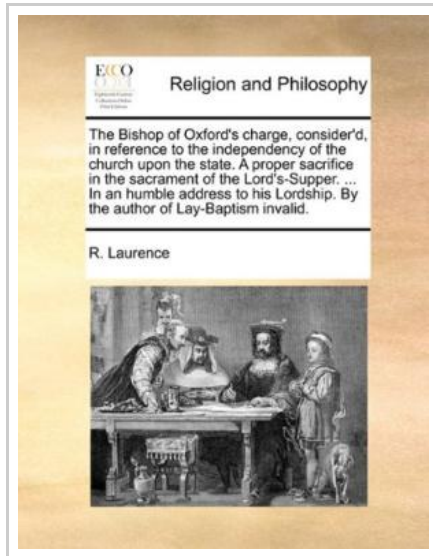 ECCO
Religion and Philosophy
The Bishop of Oxford's charge, consider'd,
in reference to the independency of the
church upon the state. A proper sacrifice
in the sacrament of the Lord's-Supper. ...
In an humble address to his Lordship. By
the author of Lay-Baptism invalid.
R. Laurence